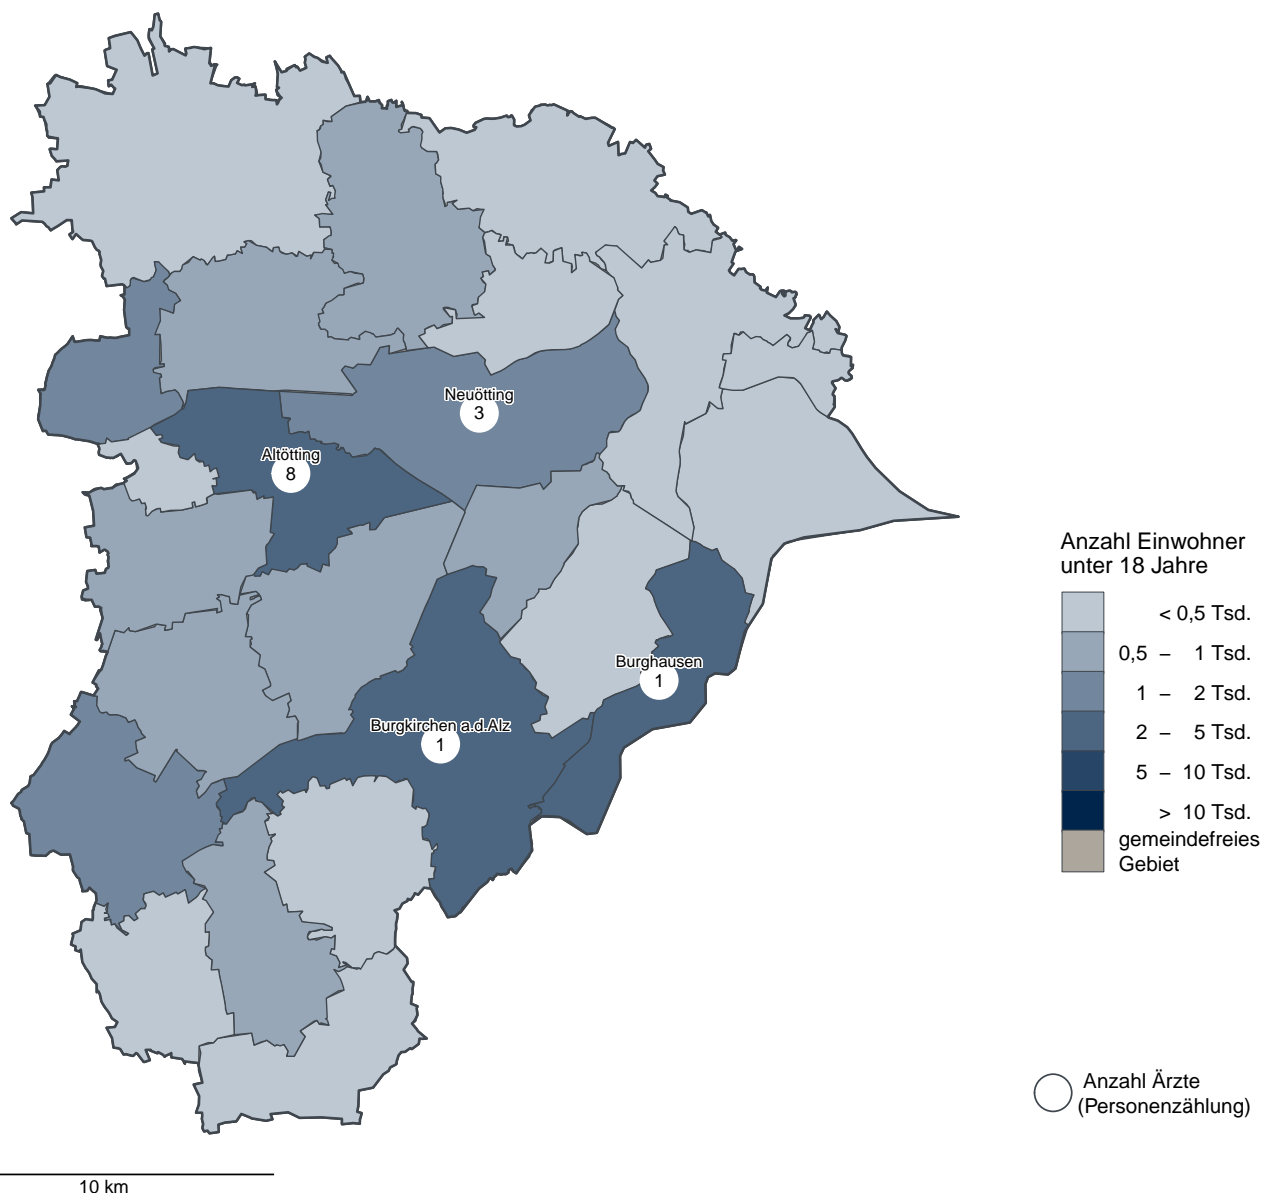 Neuötting
3
Altötting
8
Burghausen
1
Burgkirchen a.d.Alz
1
Anzahl Einwohner
unter 18 Jahre
< 0,5 Tsd.
0,5 – 1 Tsd.
1 – 2 Tsd.
2 – 5 Tsd.
5 – 10 Tsd.
> 10 Tsd.
gemeindefreies
Gebiet
Anzahl Ärzte
(Personenzählung)
10 km